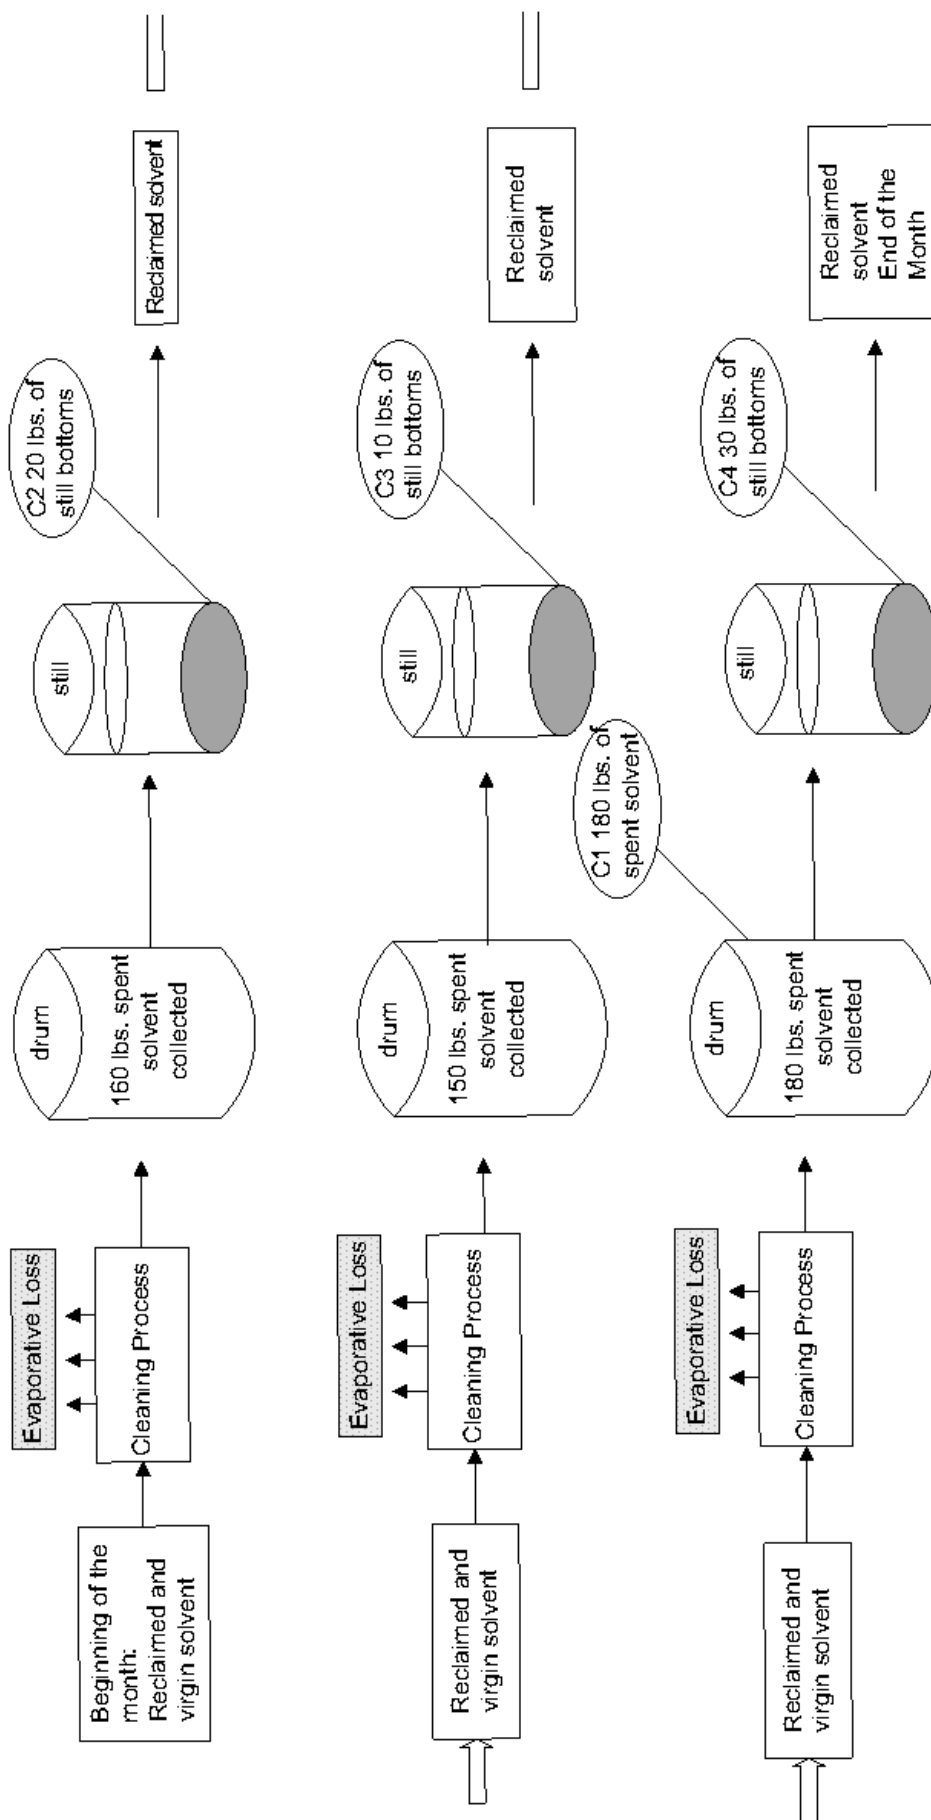 Beginning of the
month:
Reclaimed and
virgin solvent
Evaporative Loss
Cleaning Process
drum
160 lbs. spent
solvent
collected
still
C2 20 lbs. of
still bottoms
Reclaimed solvent
Reclaimed and
virgin solvent
Evaporative Loss
Cleaning Process
drum
150 lbs. spent
solvent
collected
still
C3 10 lbs. of
still bottoms
Reclaimed
solvent
Reclaimed and
virgin solvent
Evaporative Loss
Cleaning Process
drum
180 lbs. spent
solvent
collected
C1 180 lbs. of
spent solvent
still
C4 30 lbs. of
still bottoms
Reclaimed
solvent
End of the
Month